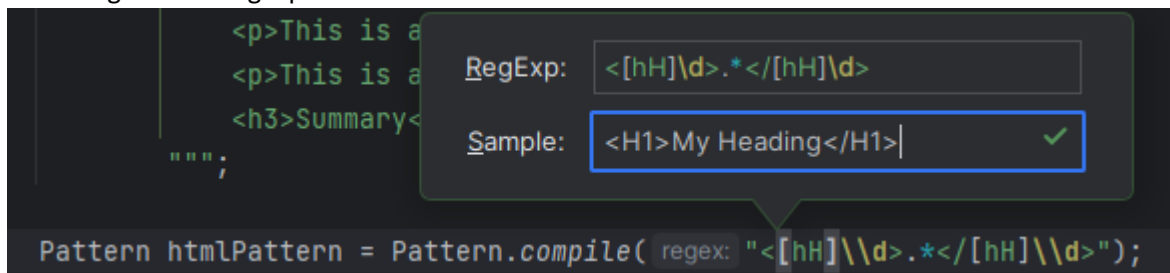 <p>This is a
<p>This is a
<h3>Summary<
""";
RegExp: <[hH]\d>.*</[hH]\d>
Sample: <H1>My Heading</H1>
Pattern htmlPattern = Pattern.compile( regex: "<[hH]\\d>.*</[hH]\\d>");